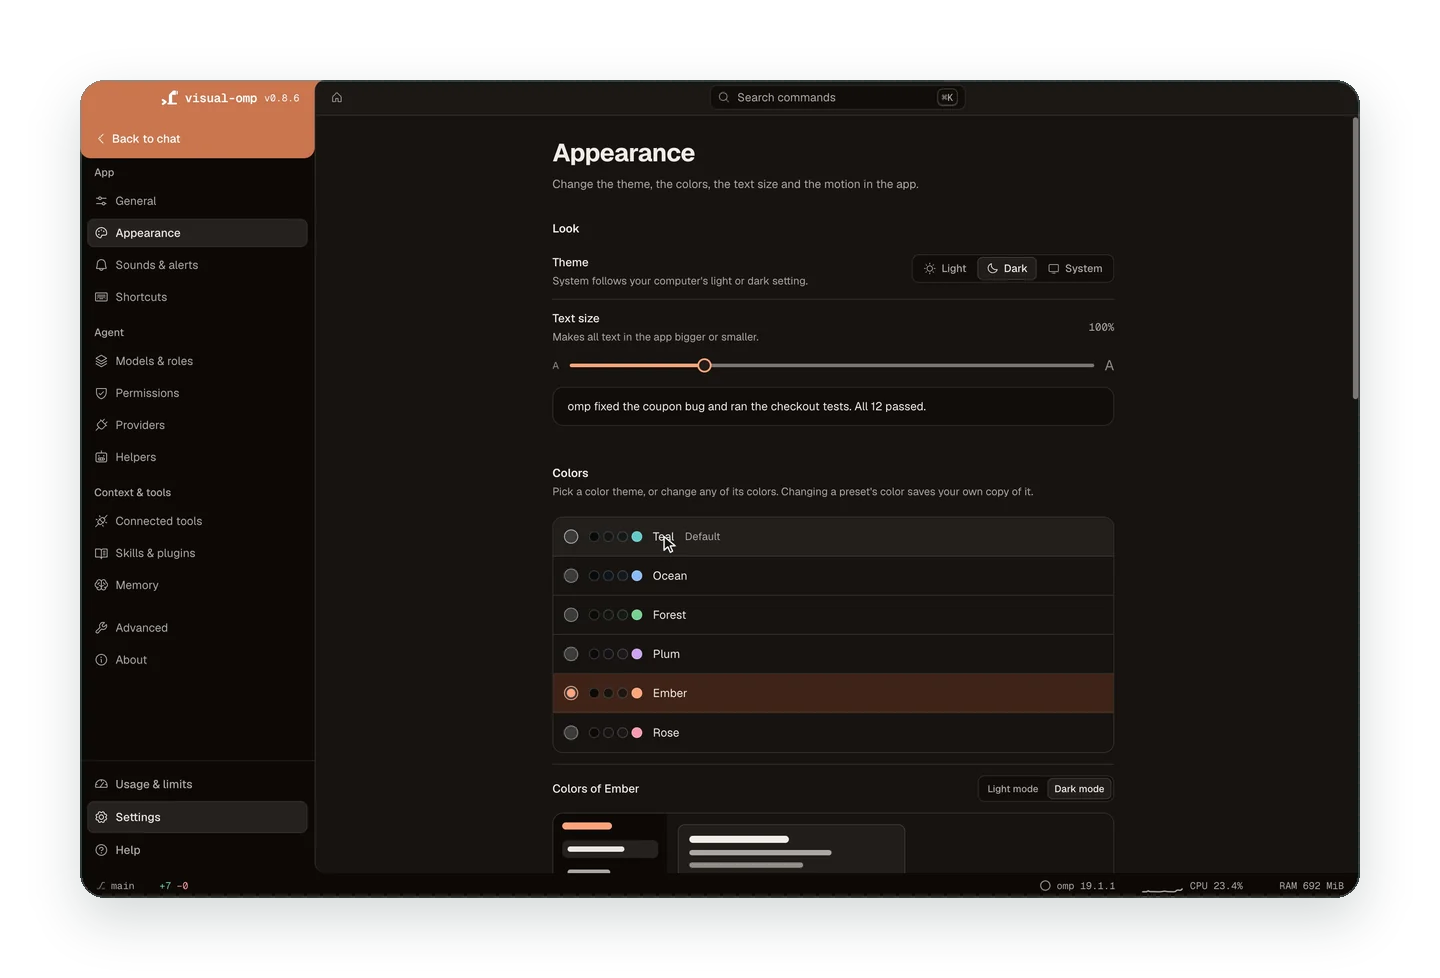 visual-omp v0.8.6
Search commands
⌘K
Back to chat
App
General
Appearance
Sounds & alerts
Shortcuts
Agent
Models & roles
Permissions
Providers
Helpers
Context & tools
Connected tools
Skills & plugins
Memory
Advanced
About
Usage & limits
Settings
Help
Appearance
Change the theme, the colors, the text size and the motion in the app.
Look
Theme
System follows your computer's light or dark setting.
Light
Dark
System
Text size
Makes all text in the app bigger or smaller.
100%
A
A
omp fixed the coupon bug and ran the checkout tests. All 12 passed.
Colors
Pick a color theme, or change any of its colors. Changing a preset's color saves your own copy of it.
Teal Default
Ocean
Forest
Plum
Ember
Rose
Colors of Ember
Light mode
Dark mode
main +7 -0
omp 19.1.1
CPU 23.4%
RAM 692 MiB